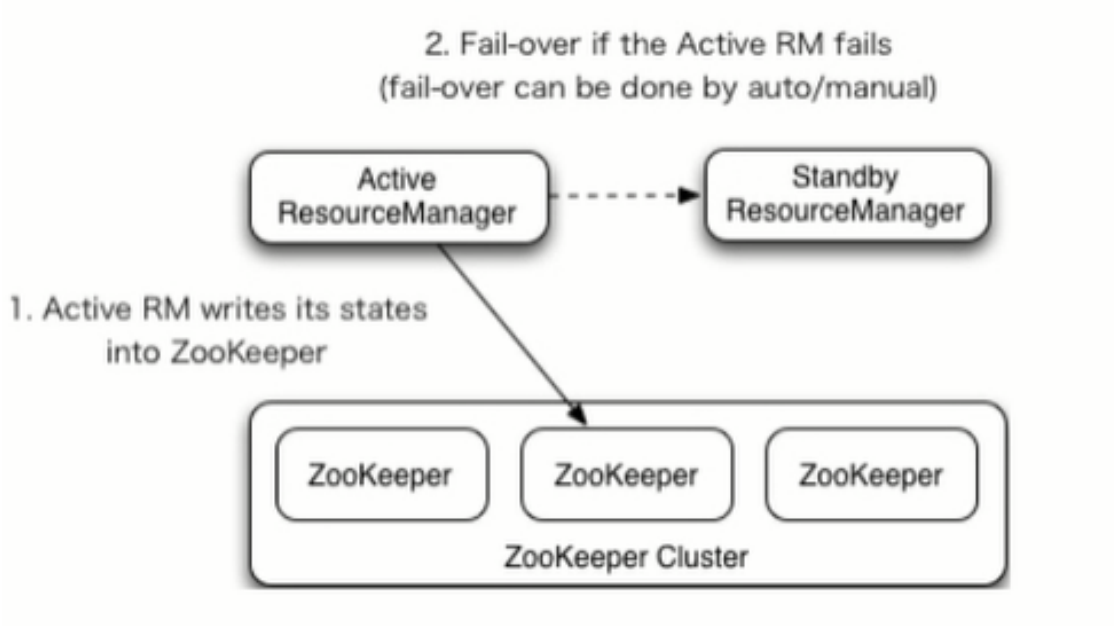 2. Fail-over if the Active RM fails
(fail-over can be done by auto/manual)
Active
ResourceManager
Standby
ResourceManager
1. Active RM writes its states
into ZooKeeper
ZooKeeper
ZooKeeper
ZooKeeper
ZooKeeper Cluster